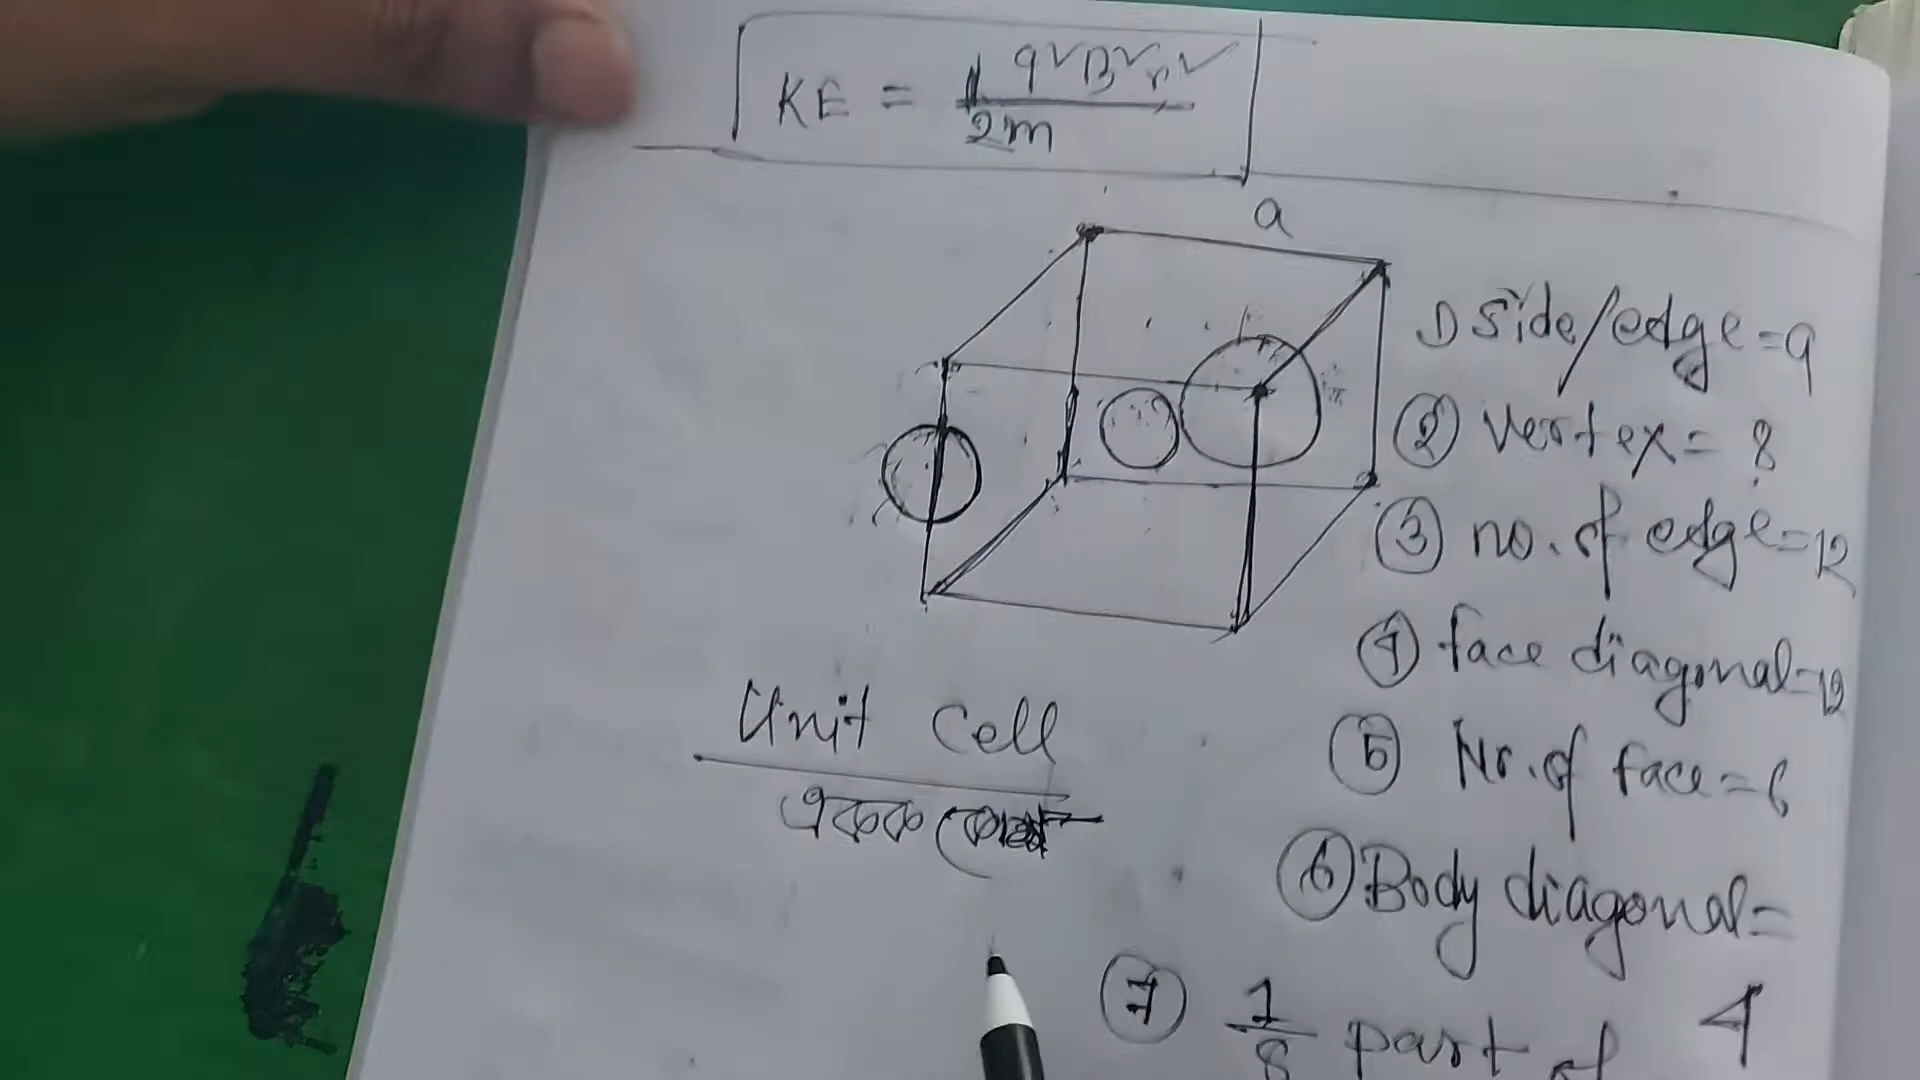 KE = 1 q²B²r² / 2m
a
1) side/edge = a
② vertex = 8
③ no. of edge = 12
④ face diagonal = 12
⑤ No. of face = 6
⑥ Body diagonal =
4
Unit Cell
একক
⑦ 1/8 part of